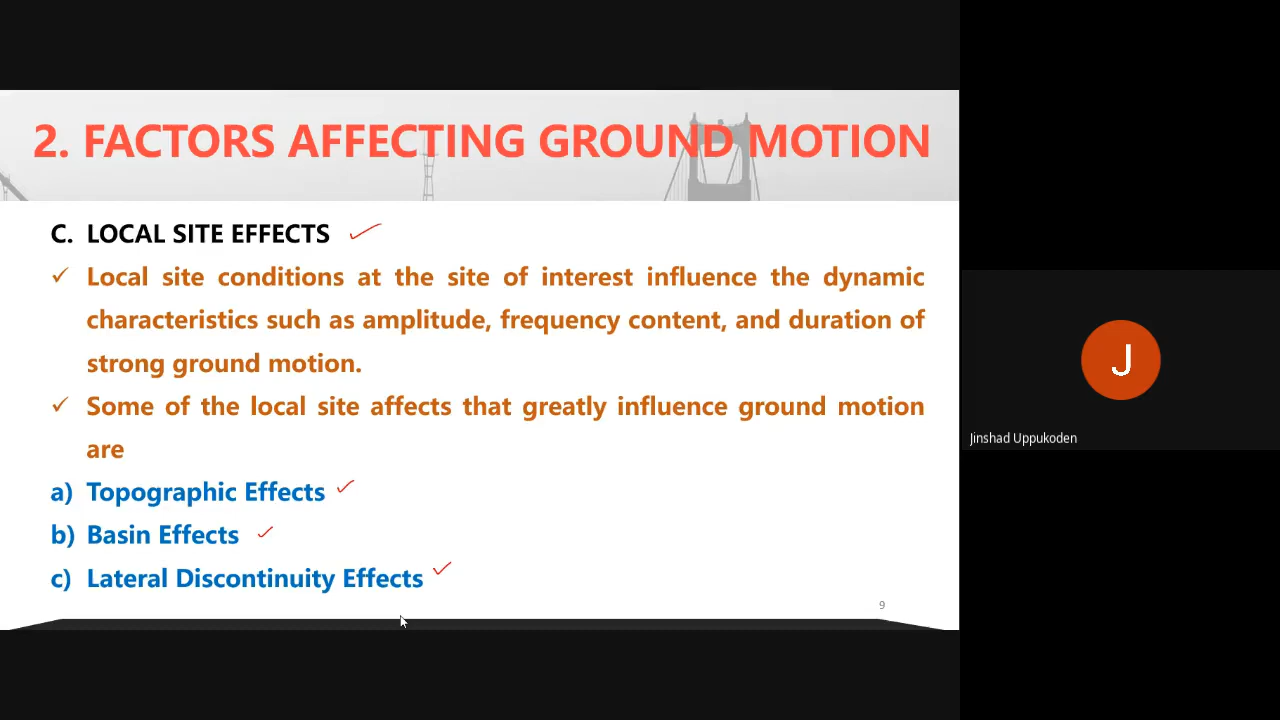 2. FACTORS AFFECTING GROUND MOTION
C. LOCAL SITE EFFECTS
✓ Local site conditions at the site of interest influence the dynamic
characteristics such as amplitude, frequency content, and duration of
strong ground motion.
✓ Some of the local site affects that greatly influence ground motion
are
a) Topographic Effects
b) Basin Effects
c) Lateral Discontinuity Effects
9
J
Jinshad Uppukoden